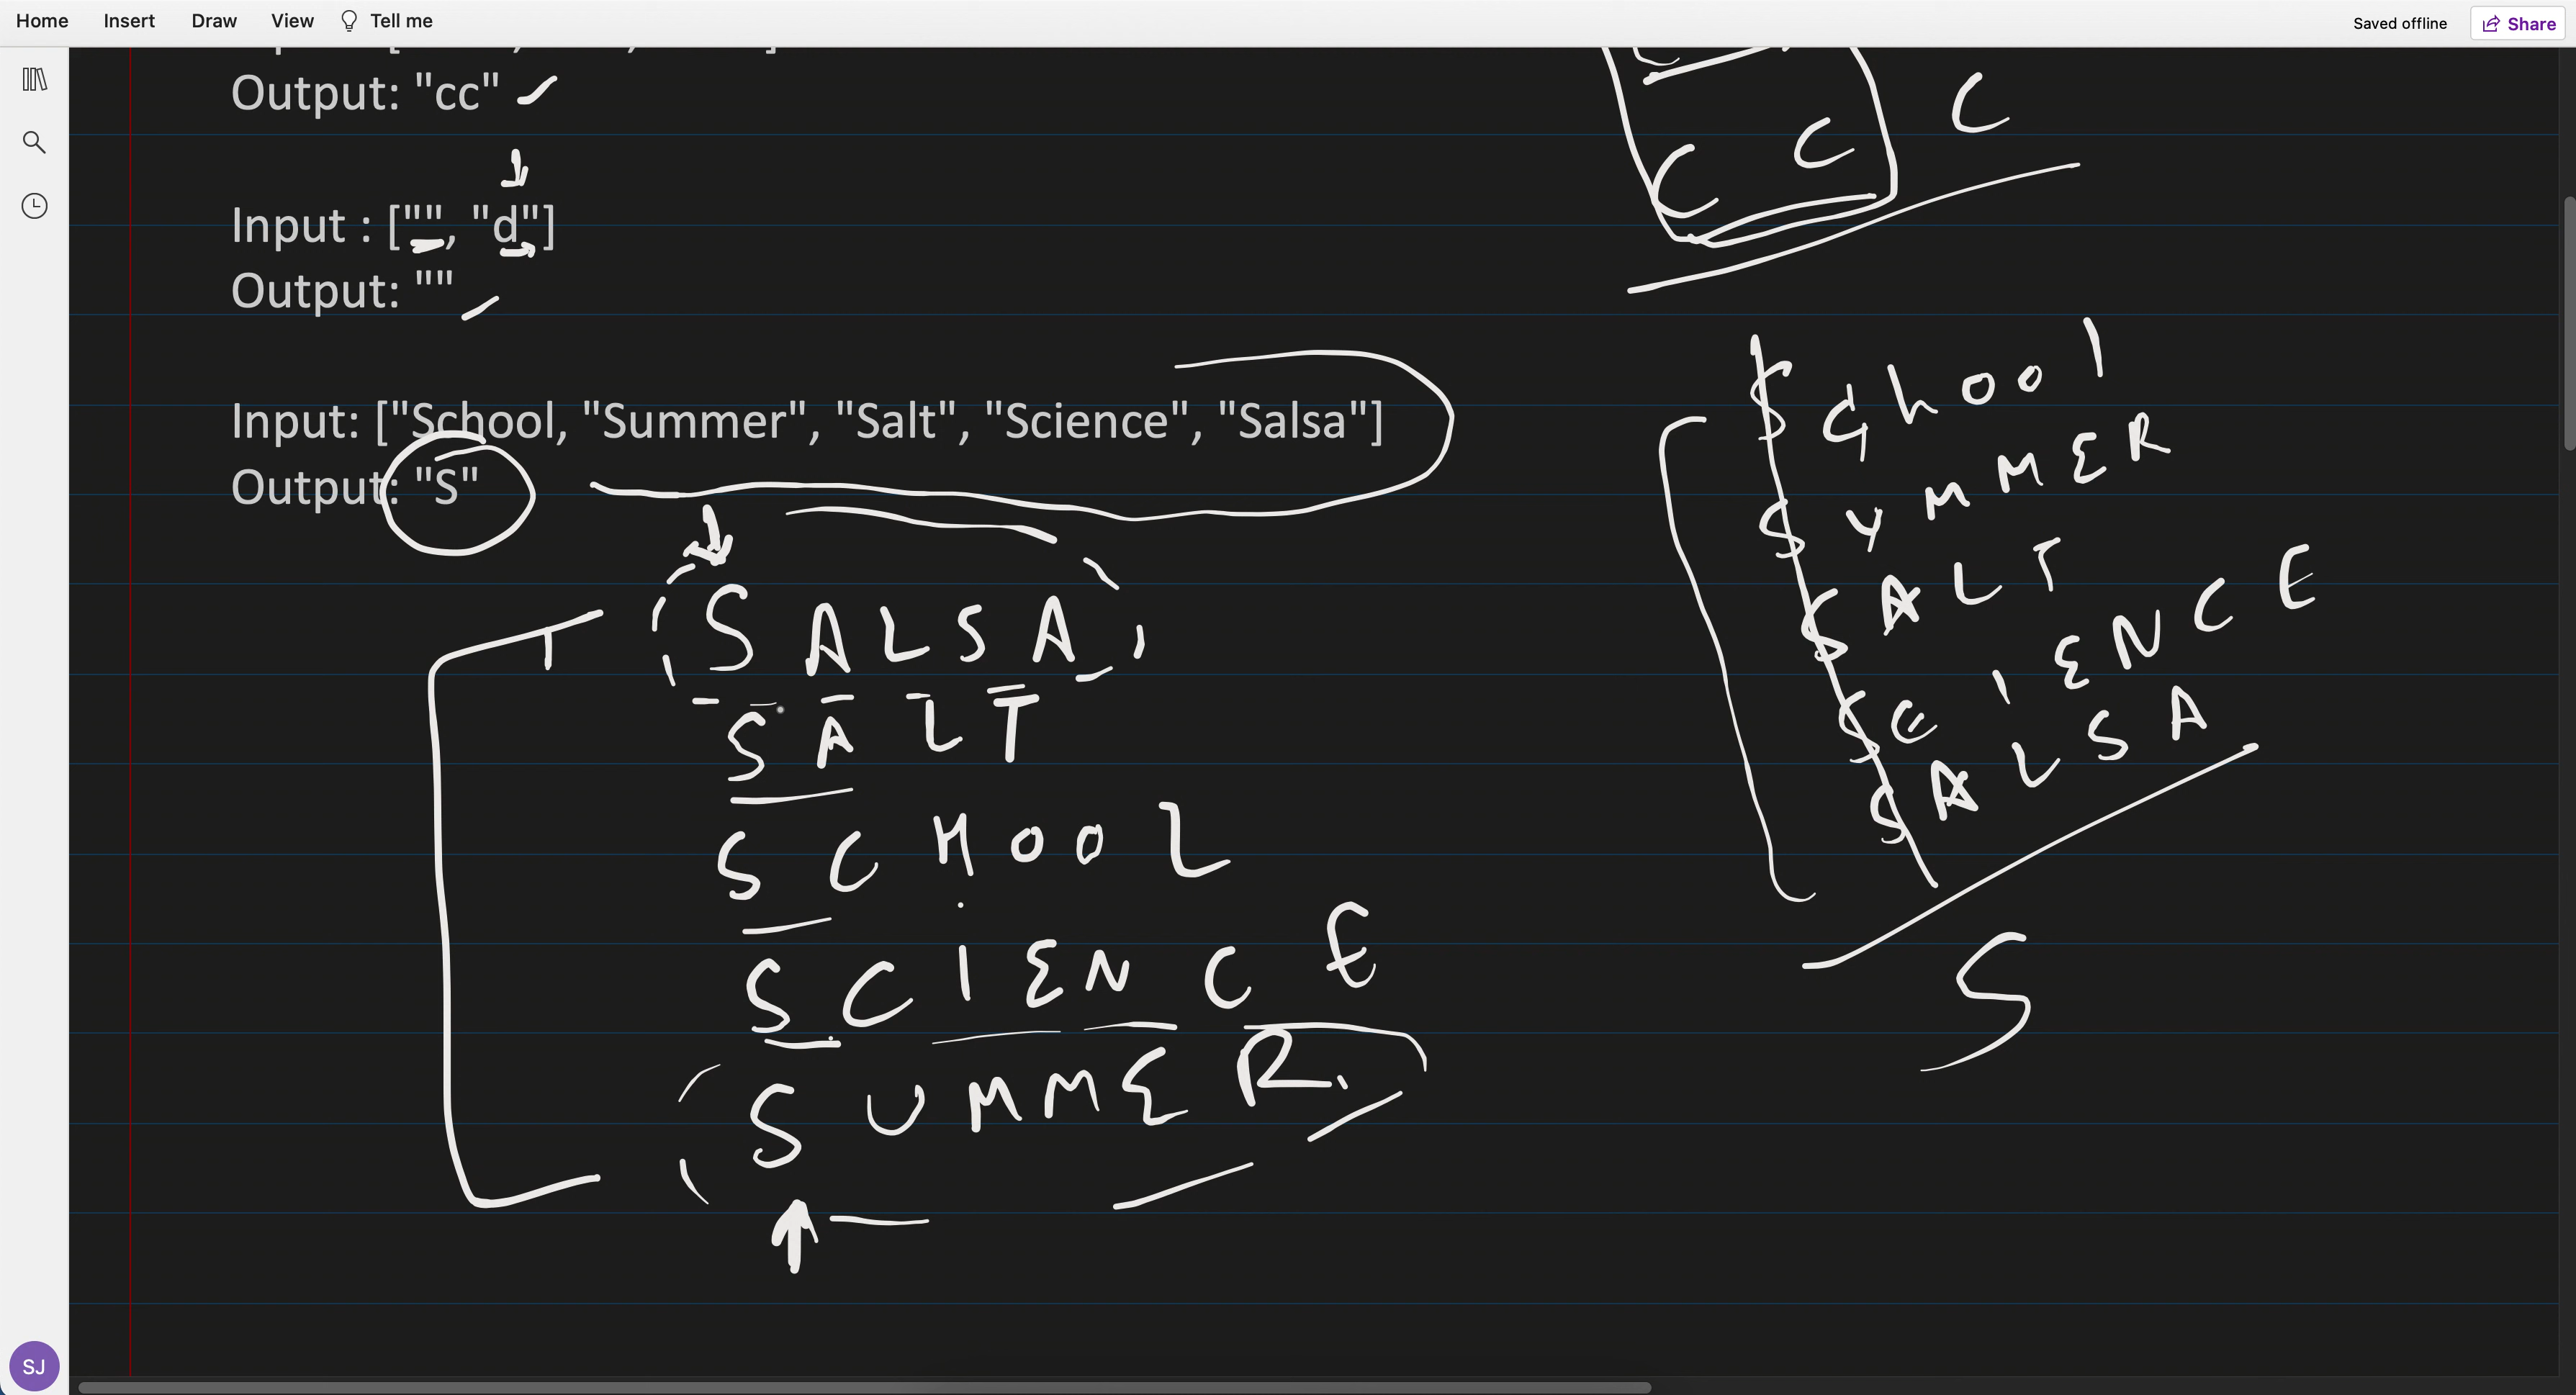 Home Insert Draw View Tell me Saved offline Share
Output: "cc"
C C C
Input : ["", "d"]
Output: ""
Input: ["School, "Summer", "Salt", "Science", "Salsa"]
Output: "S"
SALSA
SALT
SCHOOL
SCIENCE
SUMMER
School
SUMMER
SALT
SCIENCE
SALSA
S
SJ